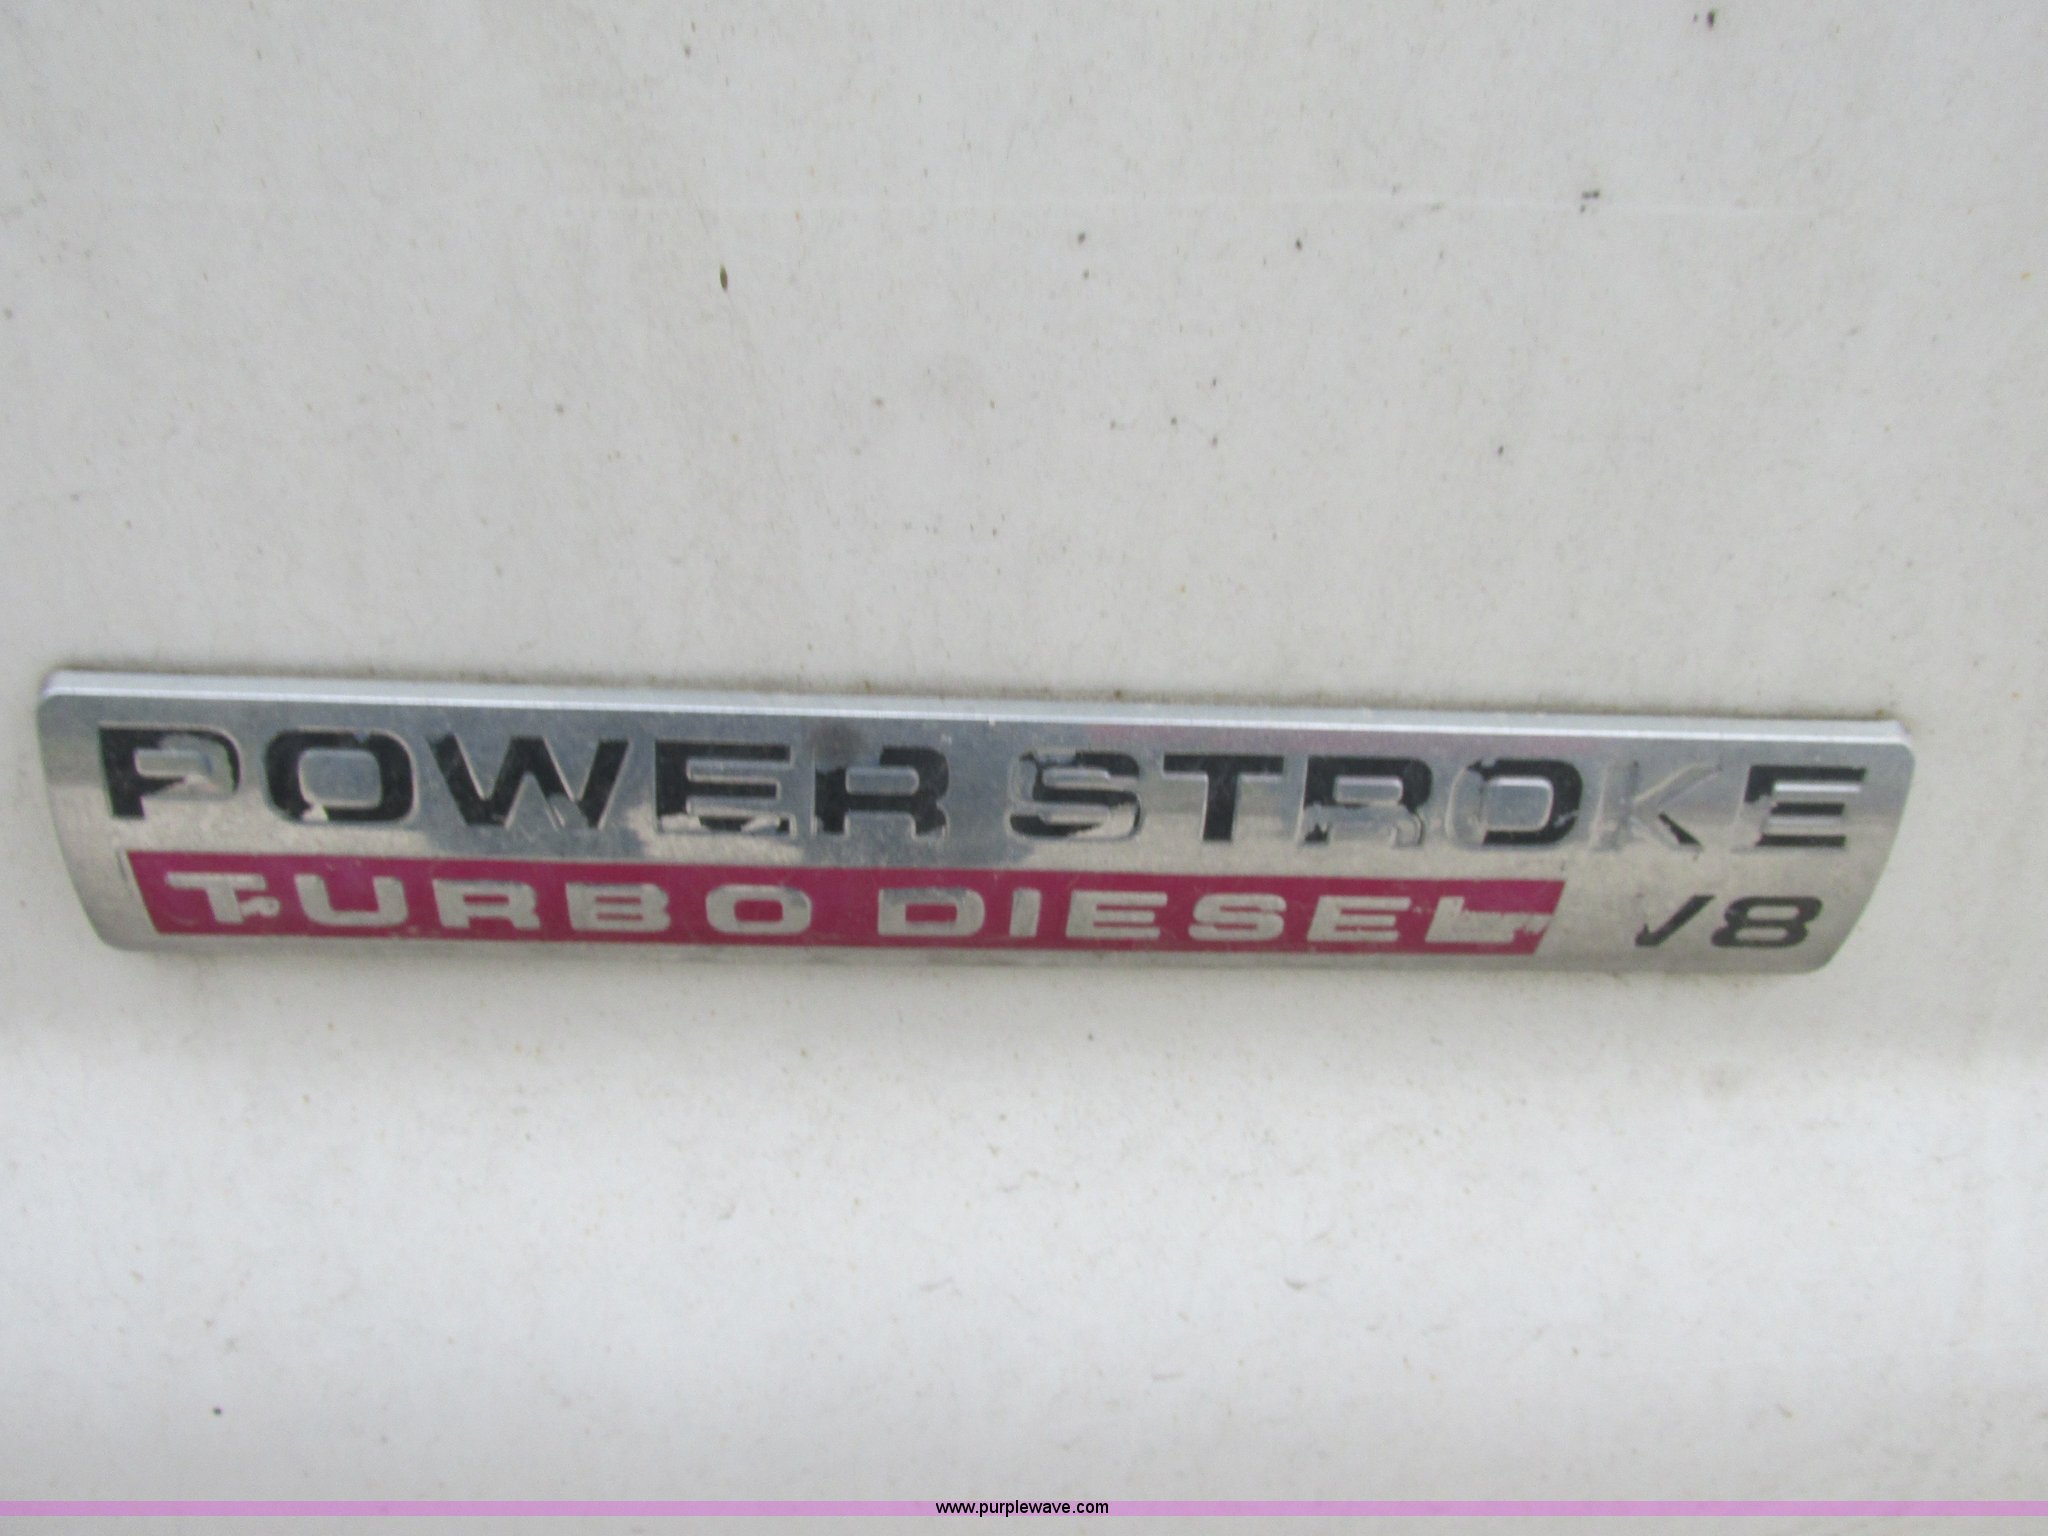 POWER STROKE
TURBO DIESEL V8
www.purplewave.com